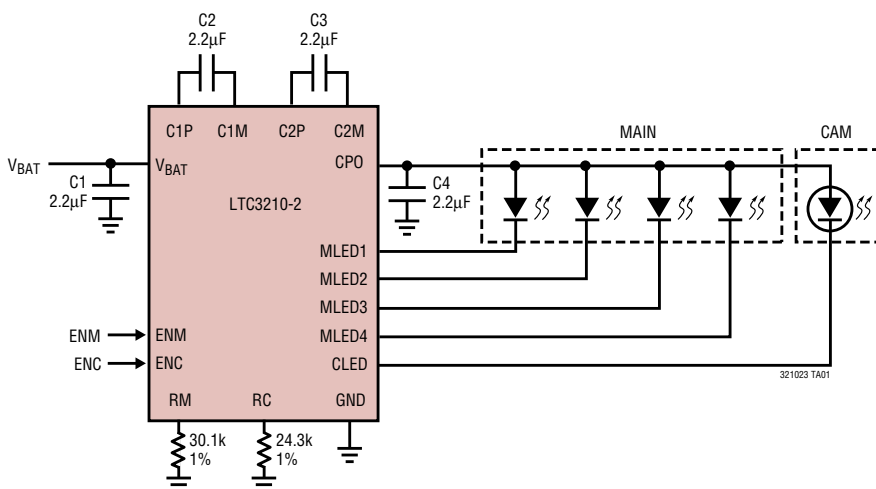 C2
2.2µF
C3
2.2µF
C1P
C1M
C2P
C2M
MAIN
CAM
VBAT
VBAT
CPO
C1
2.2µF
LTC3210-2
C4
2.2µF
MLED1
MLED2
MLED3
MLED4
CLED
ENM
ENM
ENC
ENC
321023 TA01
RM
RC
GND
30.1k
1%
24.3k
1%